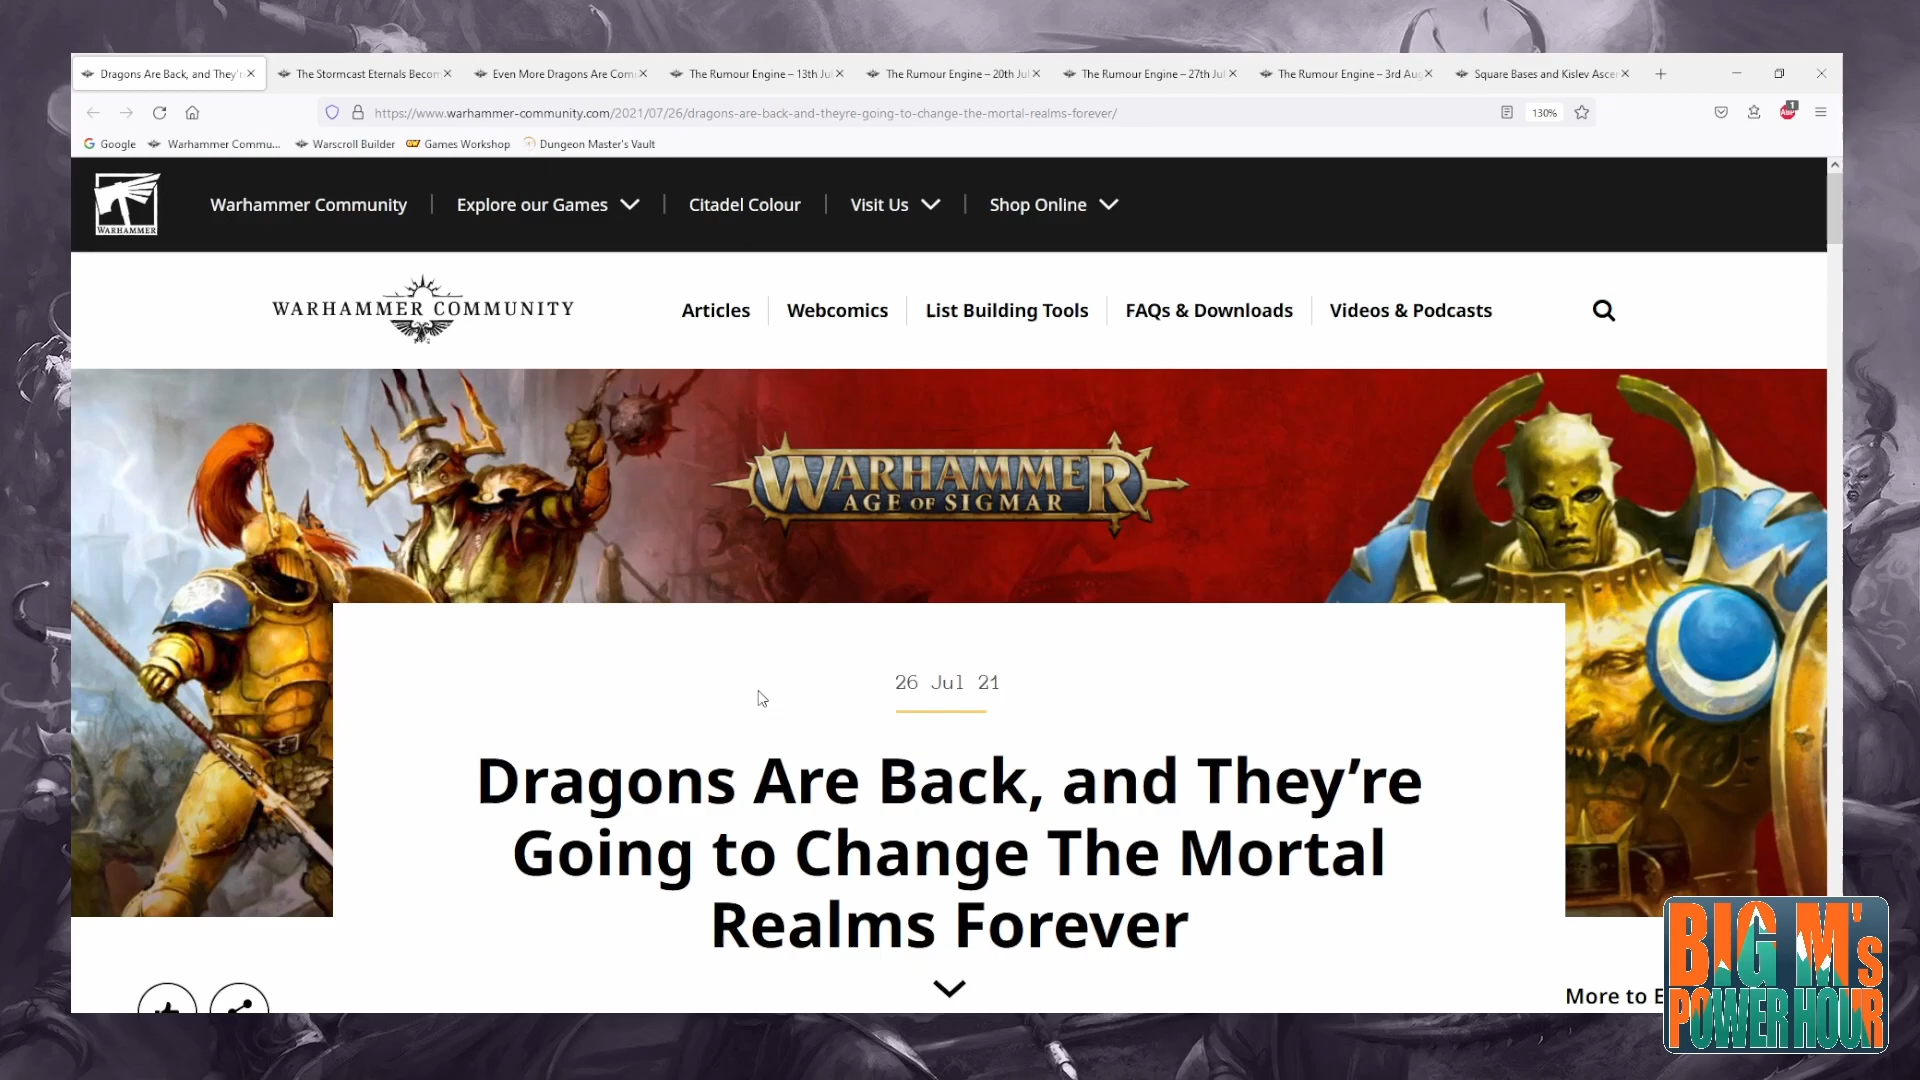 Dragons Are Back, and They'r
The Stormcast Eternals Becom
Even More Dragons Are Com
The Rumour Engine – 13th Jul
The Rumour Engine – 20th Jul
The Rumour Engine – 27th Jul
The Rumour Engine – 3rd Aug
Square Bases and Kislev Ascen
https://www.warhammer-community.com/2021/07/26/dragons-are-back-and-theyre-going-to-change-the-mortal-realms-forever/
130%
ABP
1
G Google
Warhammer Commu...
Warscroll Builder
GW Games Workshop
Dungeon Master's Vault
WARHAMMER
Warhammer Community
Explore our Games
Citadel Colour
Visit Us
Shop Online
WARHAMMER COMMUNITY
Articles
Webcomics
List Building Tools
FAQs & Downloads
Videos & Podcasts
WARHAMMER
AGE OF SIGMAR
26 Jul 21
Dragons Are Back, and They're
Going to Change The Mortal
Realms Forever
More to E
BIG M's
POWER HOUR